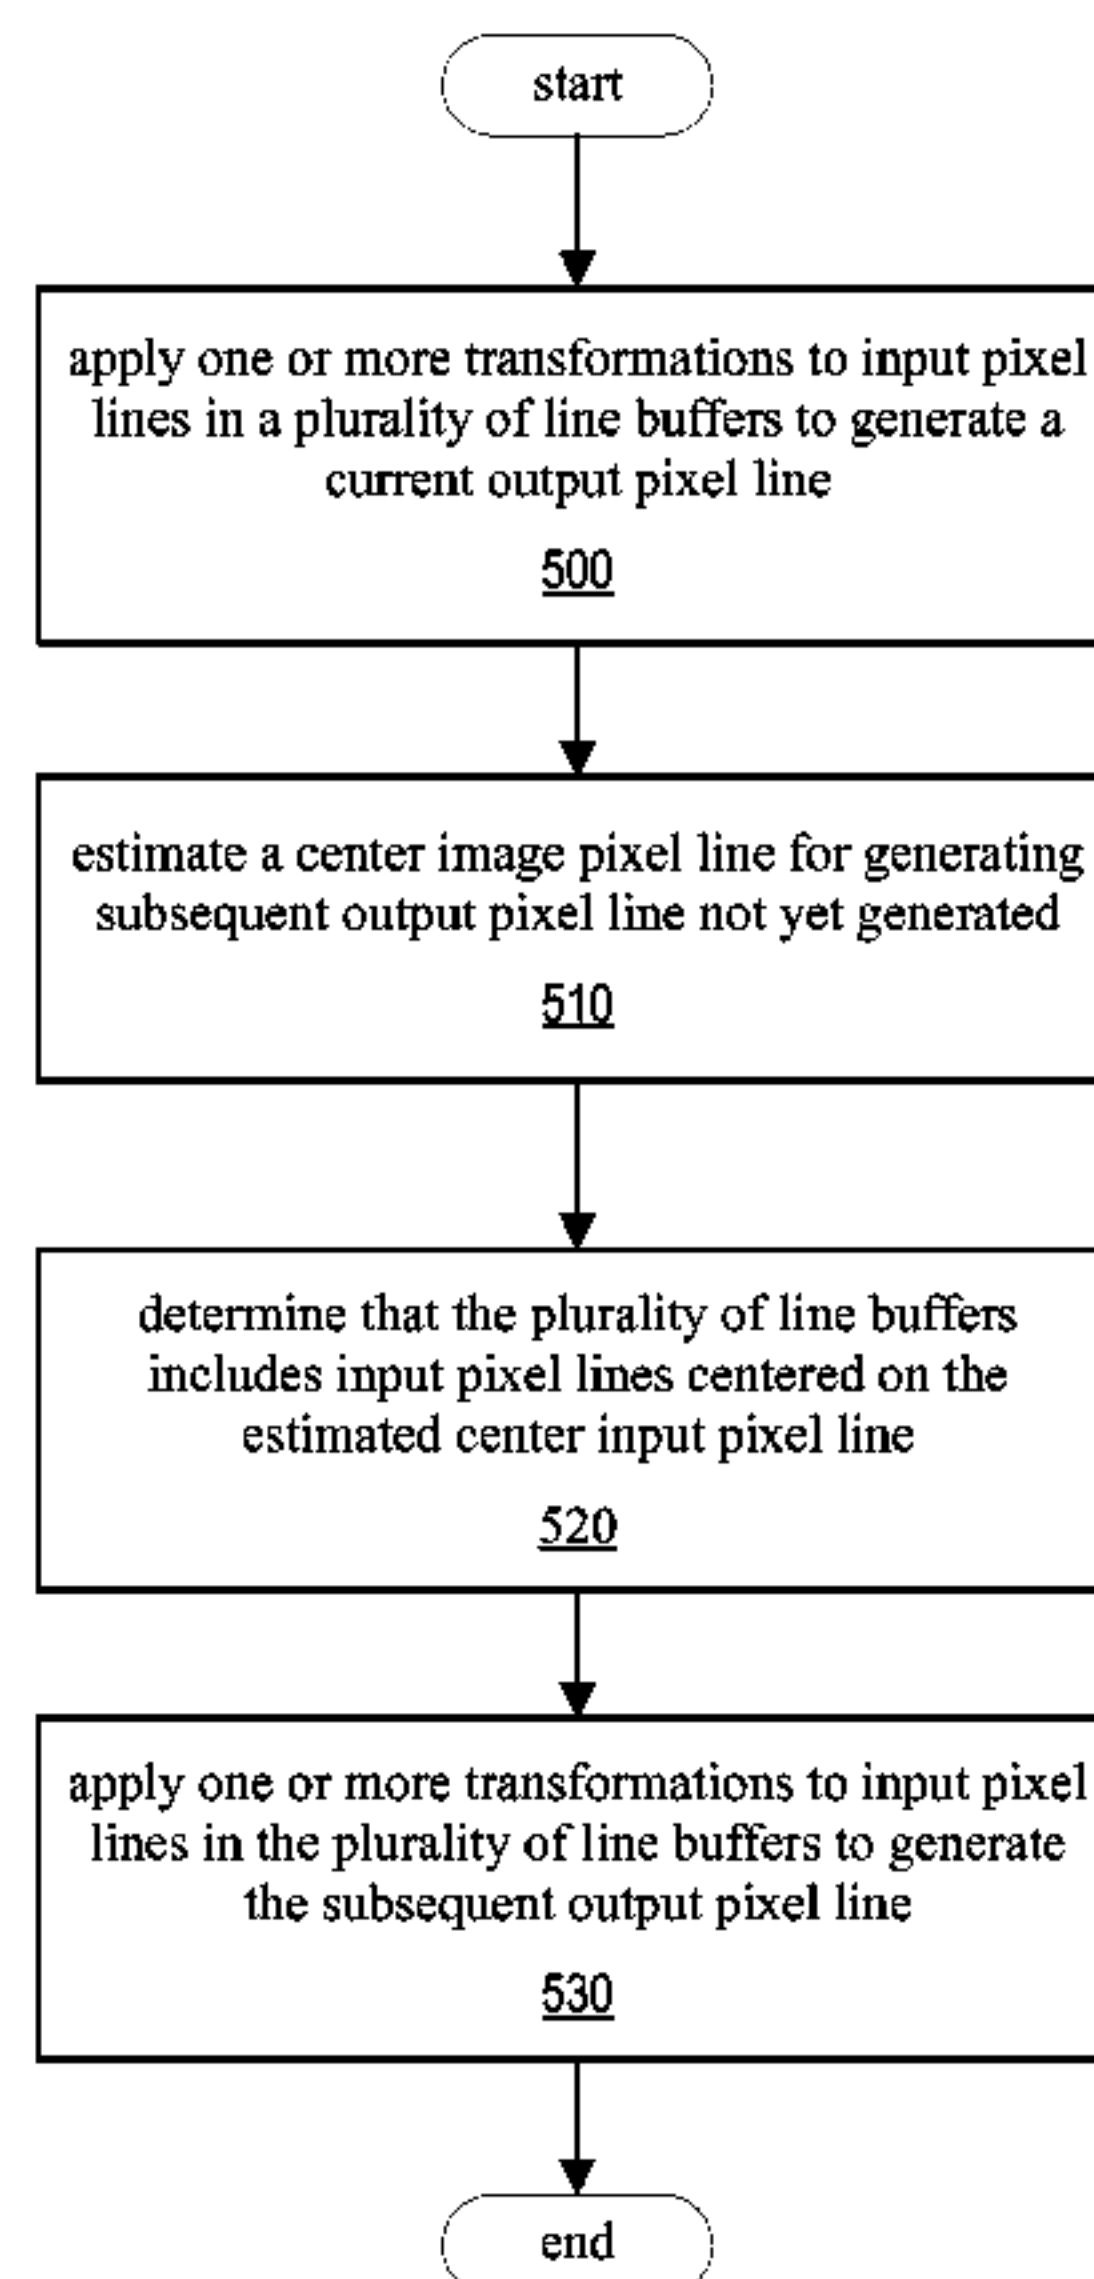 start
apply one or more transformations to input pixel
lines in a plurality of line buffers to generate a
current output pixel line
500
estimate a center image pixel line for generating
subsequent output pixel line not yet generated
510
determine that the plurality of line buffers
includes input pixel lines centered on the
estimated center input pixel line
520
apply one or more transformations to input pixel
lines in the plurality of line buffers to generate
the subsequent output pixel line
530
end